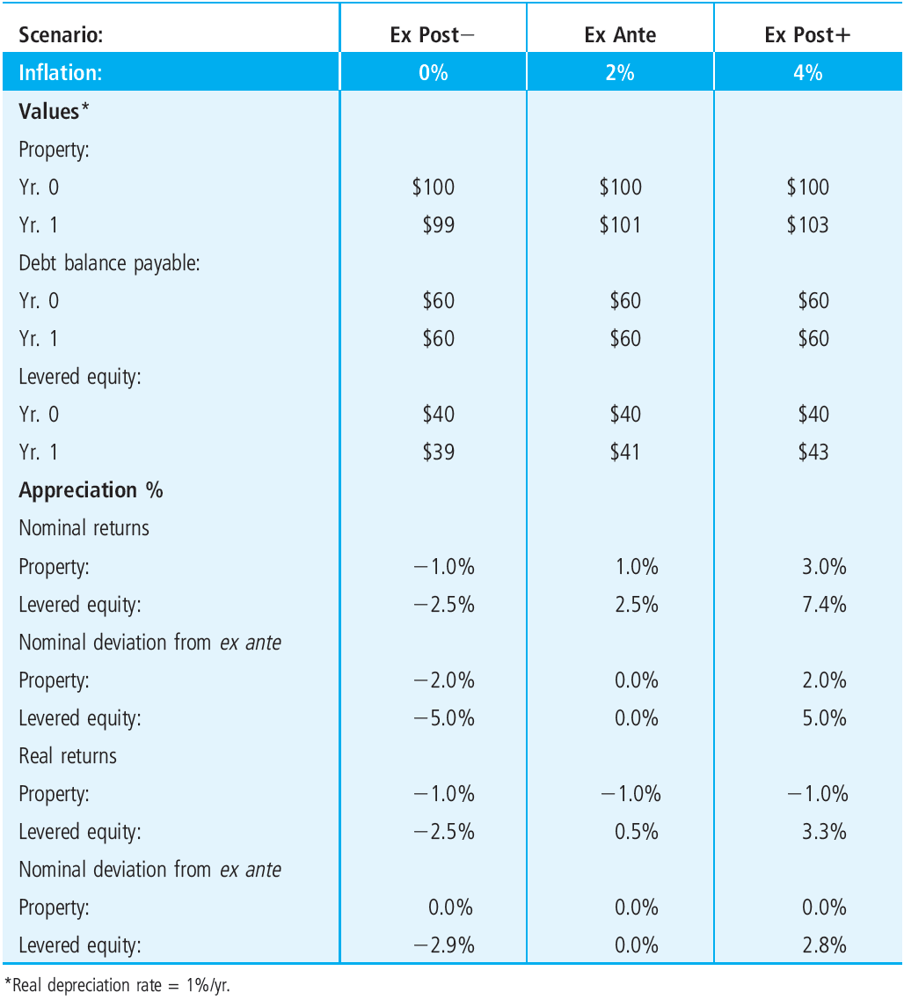 Scenario: Ex Post− Ex Ante Ex Post+
Inflation: 0% 2% 4%
Values*
Property:
Yr. 0 $100 $100 $100
Yr. 1 $99 $101 $103
Debt balance payable:
Yr. 0 $60 $60 $60
Yr. 1 $60 $60 $60
Levered equity:
Yr. 0 $40 $40 $40
Yr. 1 $39 $41 $43
Appreciation %
Nominal returns
Property: −1.0% 1.0% 3.0%
Levered equity: −2.5% 2.5% 7.4%
Nominal deviation from ex ante
Property: −2.0% 0.0% 2.0%
Levered equity: −5.0% 0.0% 5.0%
Real returns
Property: −1.0% −1.0% −1.0%
Levered equity: −2.5% 0.5% 3.3%
Nominal deviation from ex ante
Property: 0.0% 0.0% 0.0%
Levered equity: −2.9% 0.0% 2.8%
*Real depreciation rate = 1%/yr.